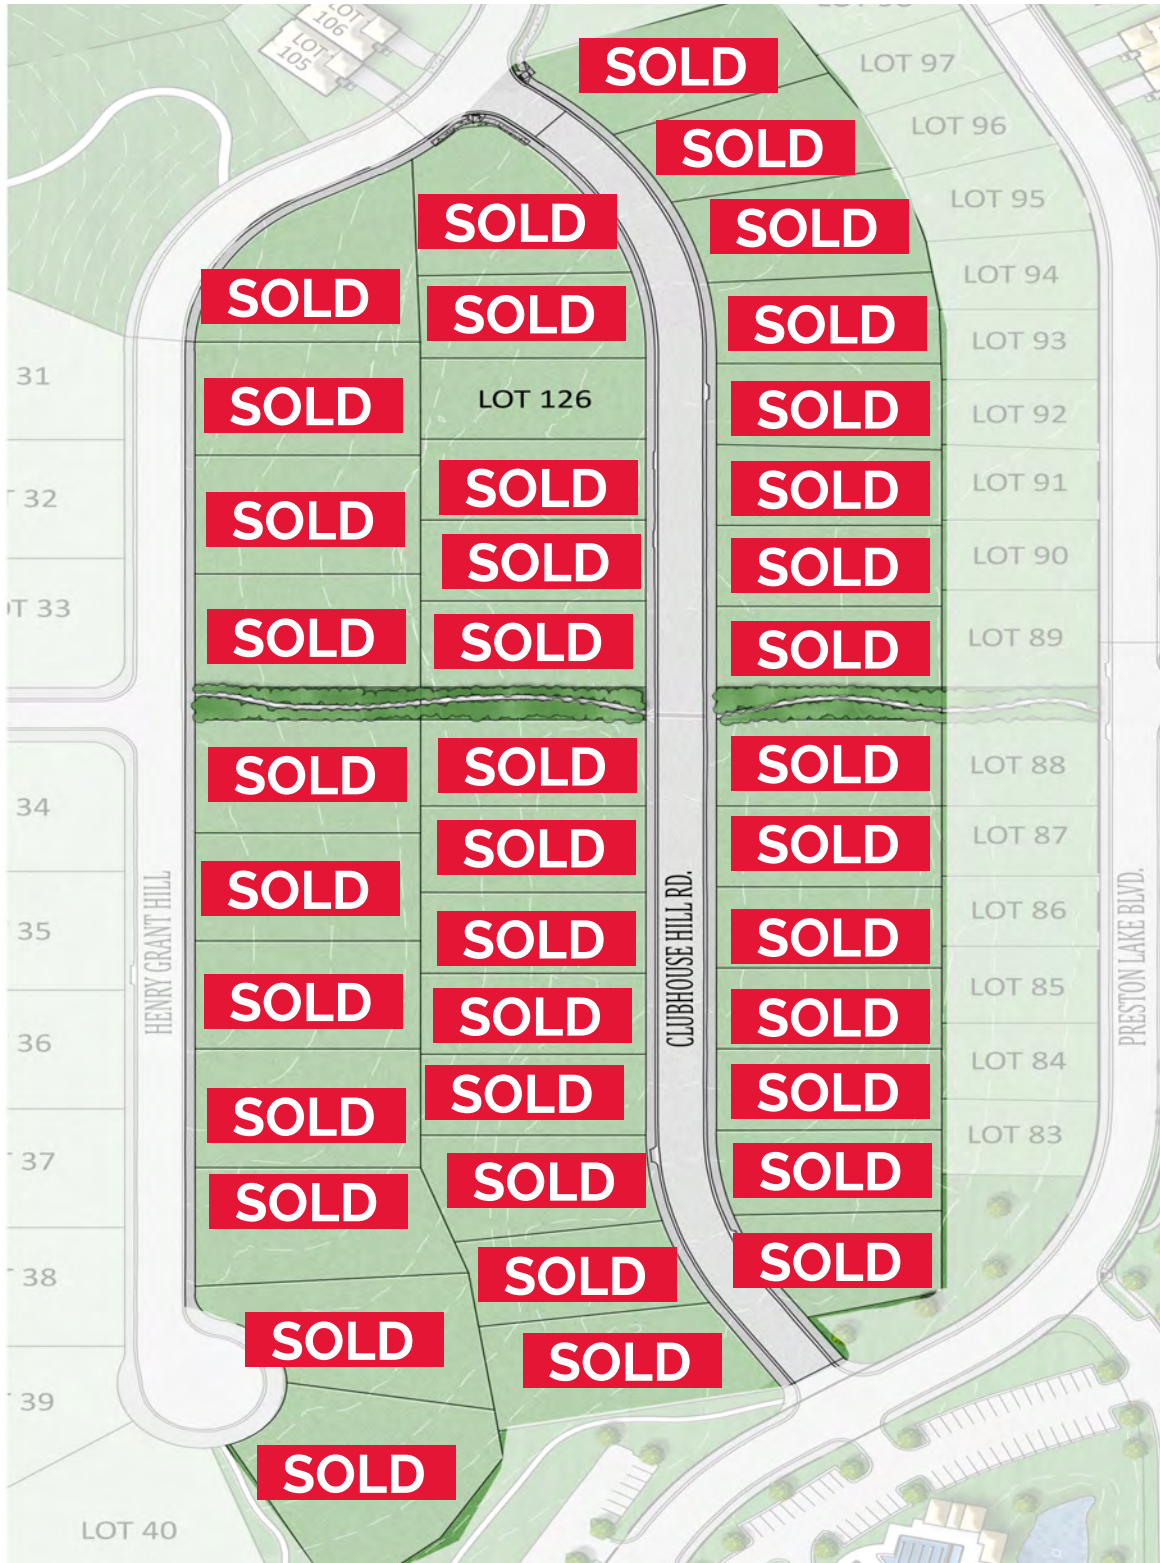 LOT 106
LOT 105
SOLD
LOT 97
SOLD
LOT 96
SOLD
SOLD
LOT 95
SOLD
SOLD
SOLD
LOT 94
SOLD
LOT 93
31
SOLD
LOT 126
SOLD
LOT 92
32
SOLD
SOLD
SOLD
LOT 91
SOLD
SOLD
LOT 90
33
SOLD
SOLD
SOLD
LOT 89
34
SOLD
SOLD
SOLD
LOT 88
SOLD
SOLD
LOT 87
35
HENRY GRANT HILL
SOLD
SOLD
CLUBHOUSE HILL RD.
SOLD
LOT 86
PRESTON LAKE BLVD.
36
SOLD
SOLD
SOLD
LOT 85
SOLD
SOLD
SOLD
LOT 84
37
SOLD
SOLD
SOLD
LOT 83
38
SOLD
SOLD
SOLD
SOLD
39
SOLD
LOT 40